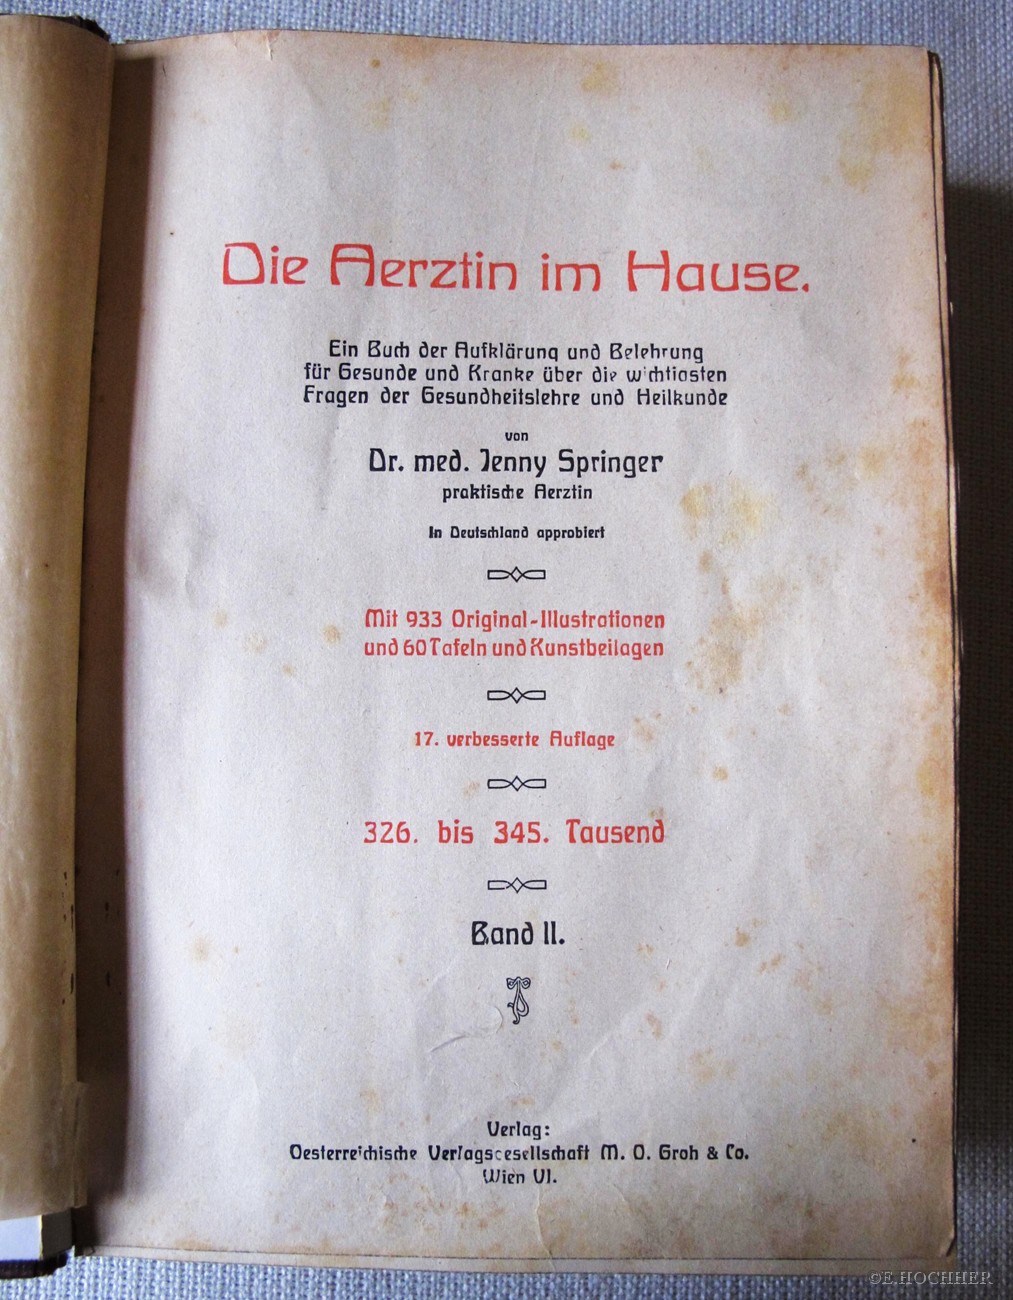 Die Aerztin im Hause.
Ein Buch der Aufklärung und Belehrung
für Gesunde und Kranke über die wichtigsten
Fragen der Gesundheitslehre und Heilkunde
von
Dr. med. Jenny Springer
praktische Aerztin
In Deutschland approbiert
Mit 933 Original-Illustrationen
und 60 Tafeln und Kunstbeilagen
17. verbesserte Auflage
326. bis 345. Tausend
Band II.
Verlag:
Oesterreichische Verlagsgesellschaft M. O. Groh & Co.
Wien VI.
©E.HOCHHER